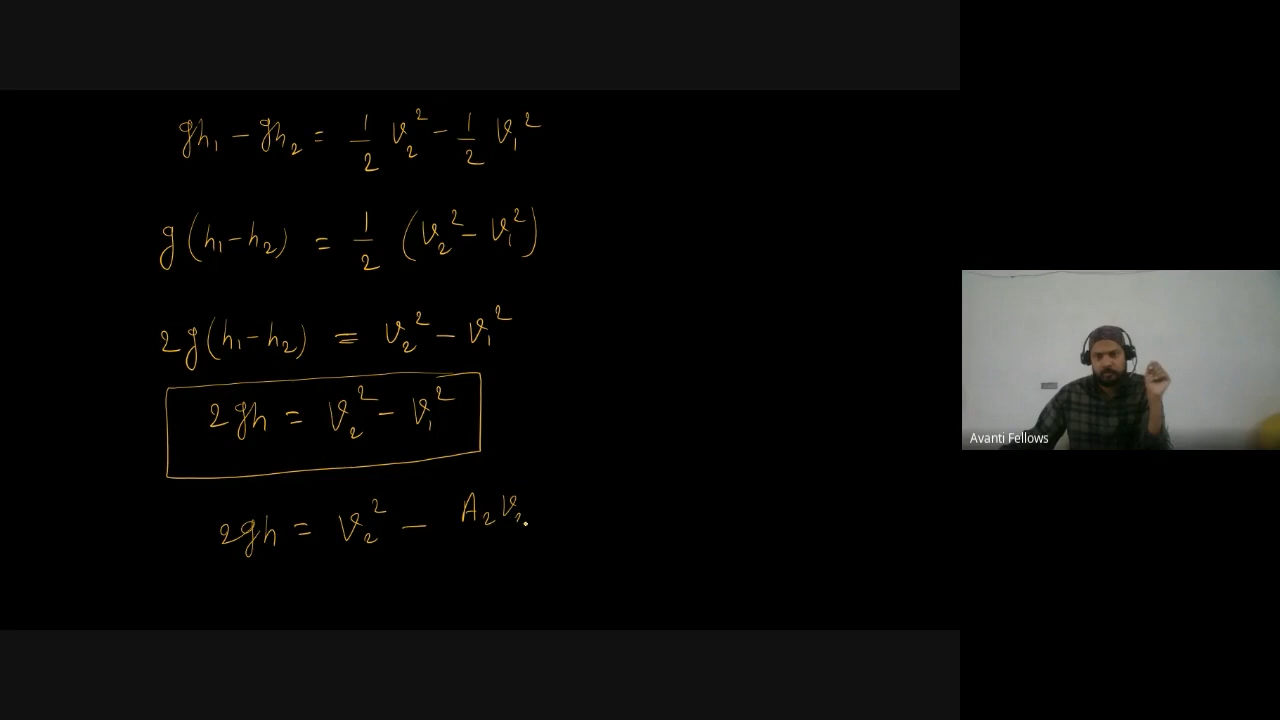 gh₁ - gh₂ = 1/2 v₂² - 1/2 v₁²
g(h₁-h₂) = 1/2 (v₂² - v₁²)
2g(h₁-h₂) = v₂² - v₁²
2gh = v₂² - v₁²
2gh = v₂² - A₂v₂
Avanti Fellows